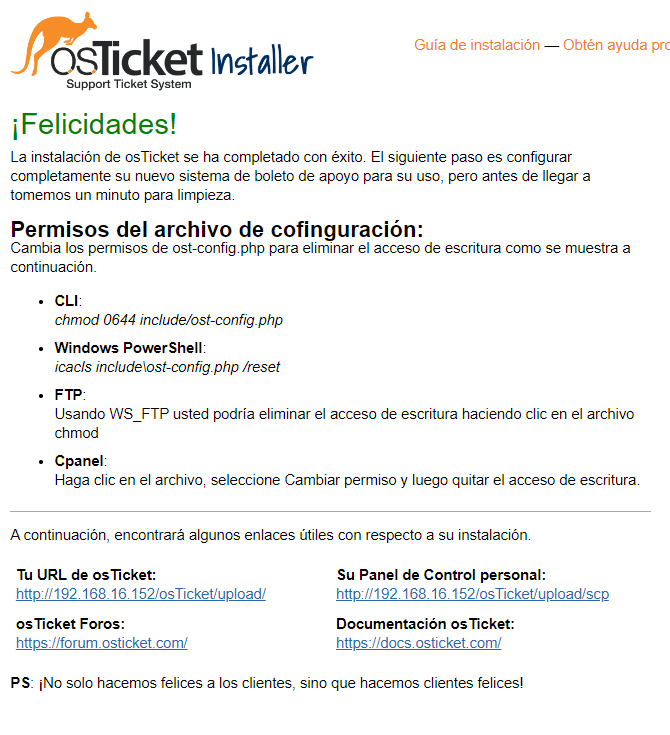 osTicket Installer
Support Ticket System
Guía de instalación — Obtén ayuda pro
¡Felicidades!
La instalación de osTicket se ha completado con éxito. El siguiente paso es configurar
completamente su nuevo sistema de boleto de apoyo para su uso, pero antes de llegar a
tomemos un minuto para limpieza.
Permisos del archivo de cofinguración:
Cambia los permisos de ost-config.php para eliminar el acceso de escritura como se muestra a
continuación.
• CLI:
chmod 0644 include/ost-config.php
• Windows PowerShell:
icacls include\ost-config.php /reset
• FTP:
Usando WS_FTP usted podría eliminar el acceso de escritura haciendo clic en el archivo
chmod
• Cpanel:
Haga clic en el archivo, seleccione Cambiar permiso y luego quitar el acceso de escritura.
A continuación, encontrará algunos enlaces útiles con respecto a su instalación.
Tu URL de osTicket:
http://192.168.16.152/osTicket/upload/
Su Panel de Control personal:
http://192.168.16.152/osTicket/upload/scp
osTicket Foros:
https://forum.osticket.com/
Documentación osTicket:
https://docs.osticket.com/
PS: ¡No solo hacemos felices a los clientes, sino que hacemos clientes felices!